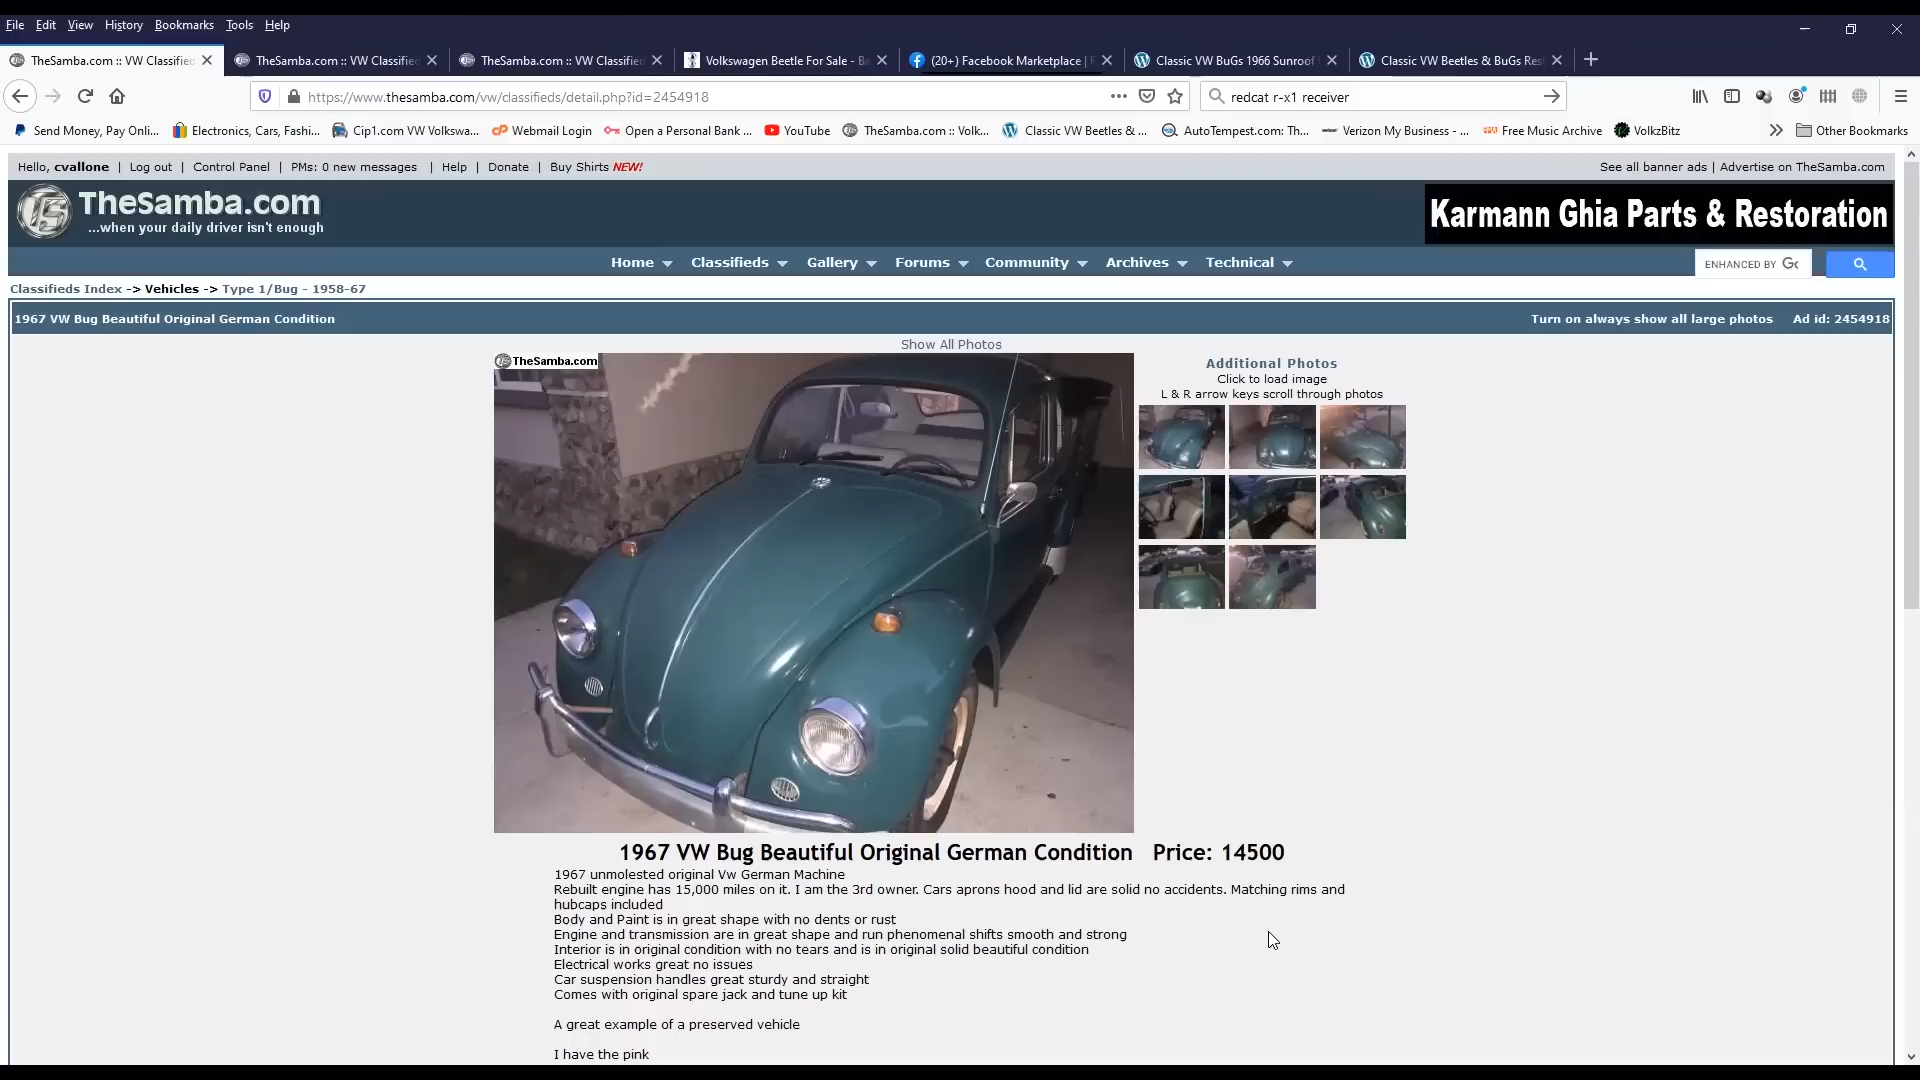 File Edit View History Bookmarks Tools Help
TheSamba.com :: VW Classified
TheSamba.com :: VW Classified
TheSamba.com :: VW Classified
Volkswagen Beetle For Sale - Ba
(20+) Facebook Marketplace |
Classic VW BuGs 1966 Sunroof
Classic VW Beetles & BuGs Res
https://www.thesamba.com/vw/classifieds/detail.php?id=2454918
redcat r-x1 receiver
Send Money, Pay Onli...
Electronics, Cars, Fashi...
Cip1.com VW Volkswa...
Webmail Login
Open a Personal Bank ...
YouTube
TheSamba.com :: Volk...
Classic VW Beetles & ...
AutoTempest.com: Th...
Verizon My Business - ...
Free Music Archive
VolkzBitz
Other Bookmarks
Hello, cvallone | Log out | Control Panel | PMs: 0 new messages | Help | Donate | Buy Shirts NEW!
See all banner ads | Advertise on TheSamba.com
TheSamba.com
...when your daily driver isn't enough
Karmann Ghia Parts & Restoration
Home Classifieds Gallery Forums Community Archives Technical
ENHANCED BY
Classifieds Index -> Vehicles -> Type 1/Bug - 1958-67
1967 VW Bug Beautiful Original German Condition
Turn on always show all large photos Ad id: 2454918
Show All Photos
TheSamba.com
Additional Photos
Click to load image
L & R arrow keys scroll through photos
1967 VW Bug Beautiful Original German Condition Price: 14500
1967 unmolested original Vw German Machine
Rebuilt engine has 15,000 miles on it. I am the 3rd owner. Cars aprons hood and lid are solid no accidents. Matching rims and
hubcaps included
Body and Paint is in great shape with no dents or rust
Engine and transmission are in great shape and run phenomenal shifts smooth and strong
Interior is in original condition with no tears and is in original solid beautiful condition
Electrical works great no issues
Car suspension handles great sturdy and straight
Comes with original spare jack and tune up kit
A great example of a preserved vehicle
I have the pink